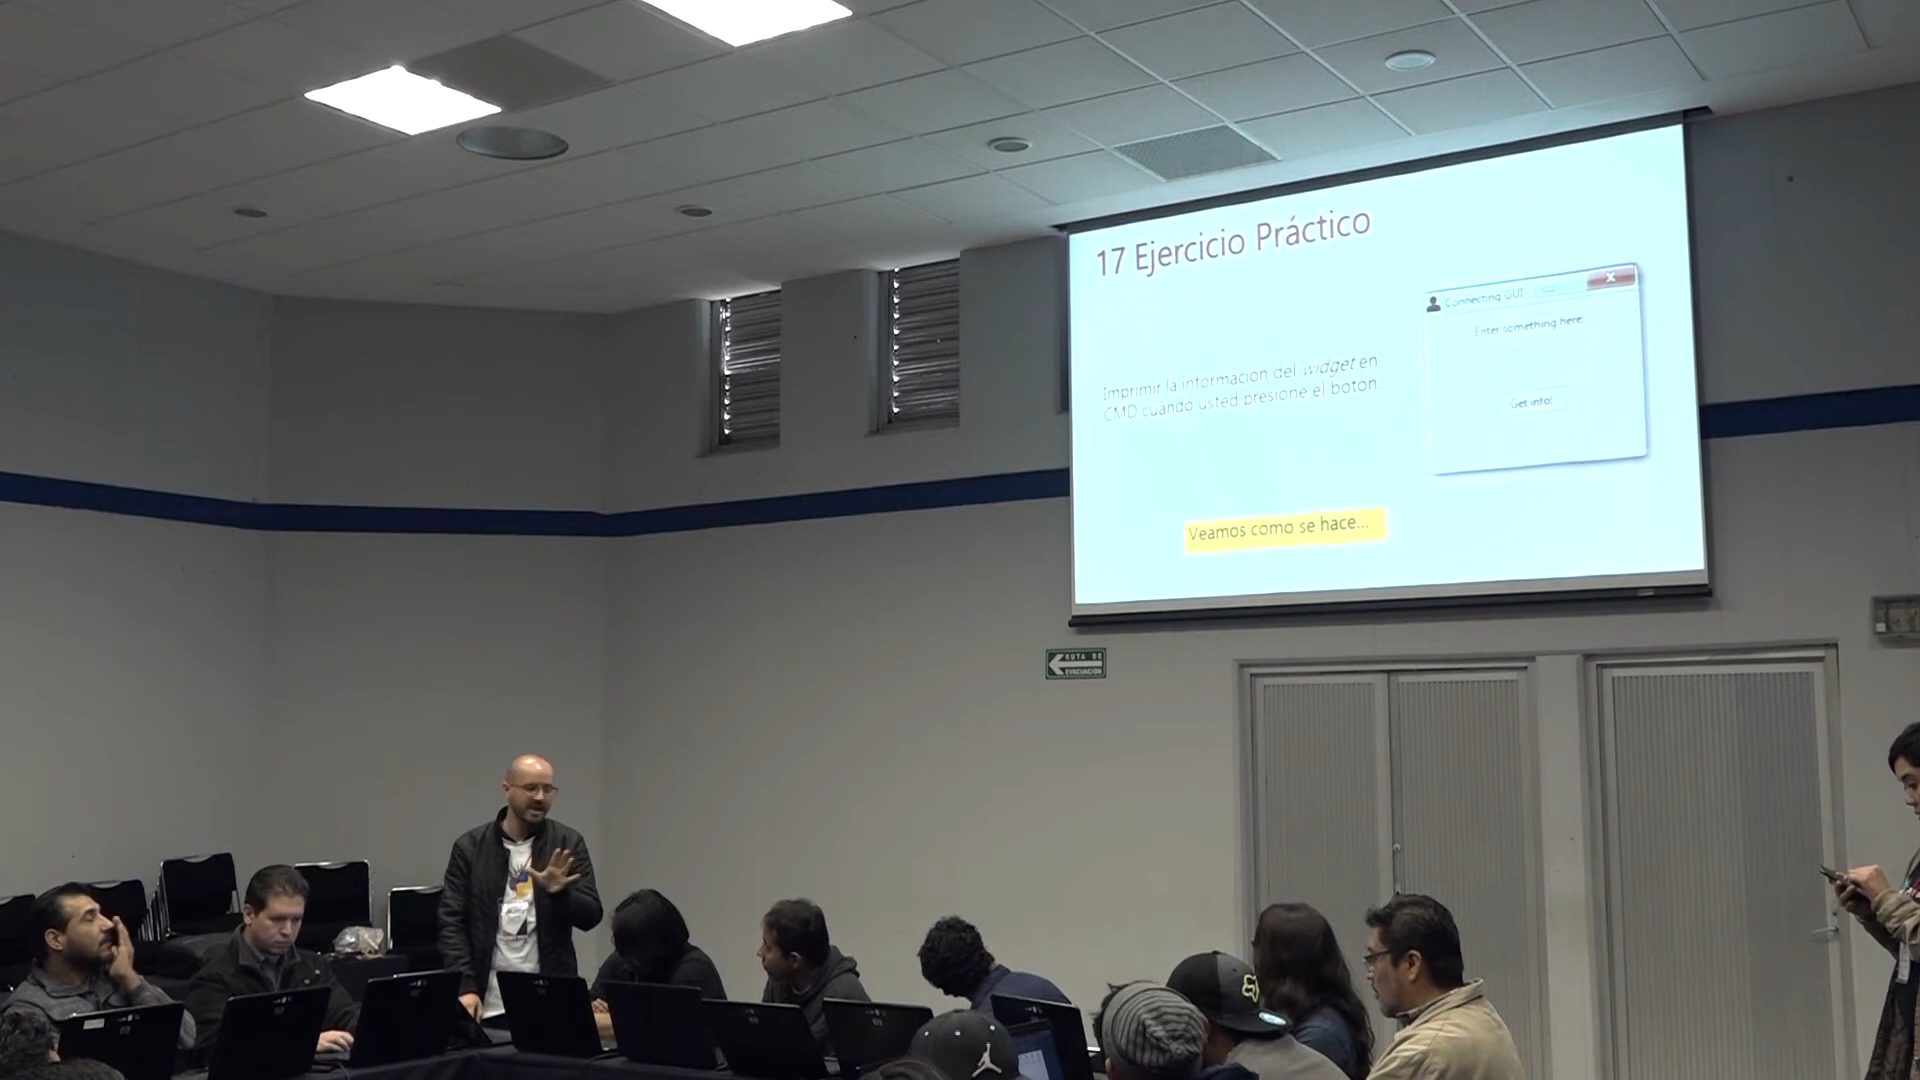 17 Ejercicio Práctico
Connecting GUI
Enter something here:
Imprimir la información del widget en
CMD cuando usted presione el boton.
Get info!
Veamos como se hace...
RUTA DE
EVACUACION